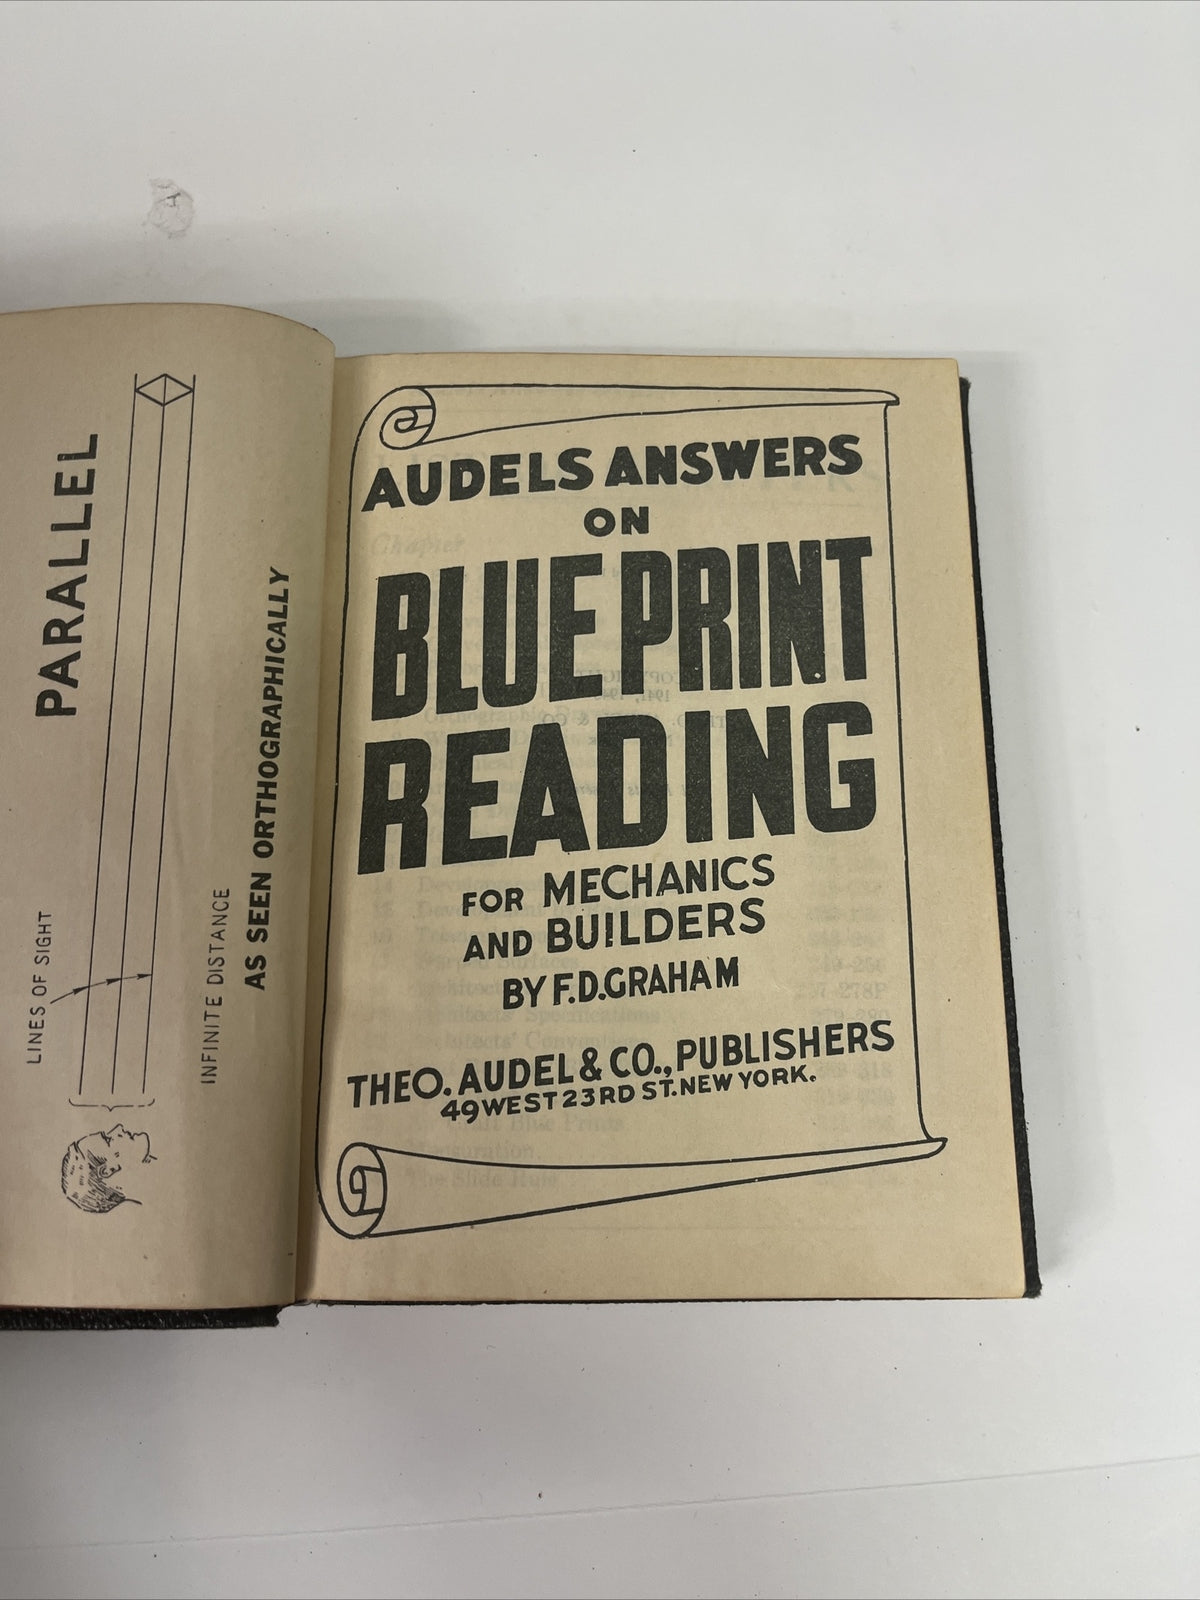 PARALLEL
LINES OF SIGHT
INFINITE DISTANCE
AS SEEN ORTHOGRAPHICALLY
AUDELS ANSWERS
ON
BLUE PRINT
READING
FOR MECHANICS
AND BUILDERS
BY F.D.GRAHAM
THEO. AUDEL & CO., PUBLISHERS
49 WEST 23RD ST. NEW YORK.